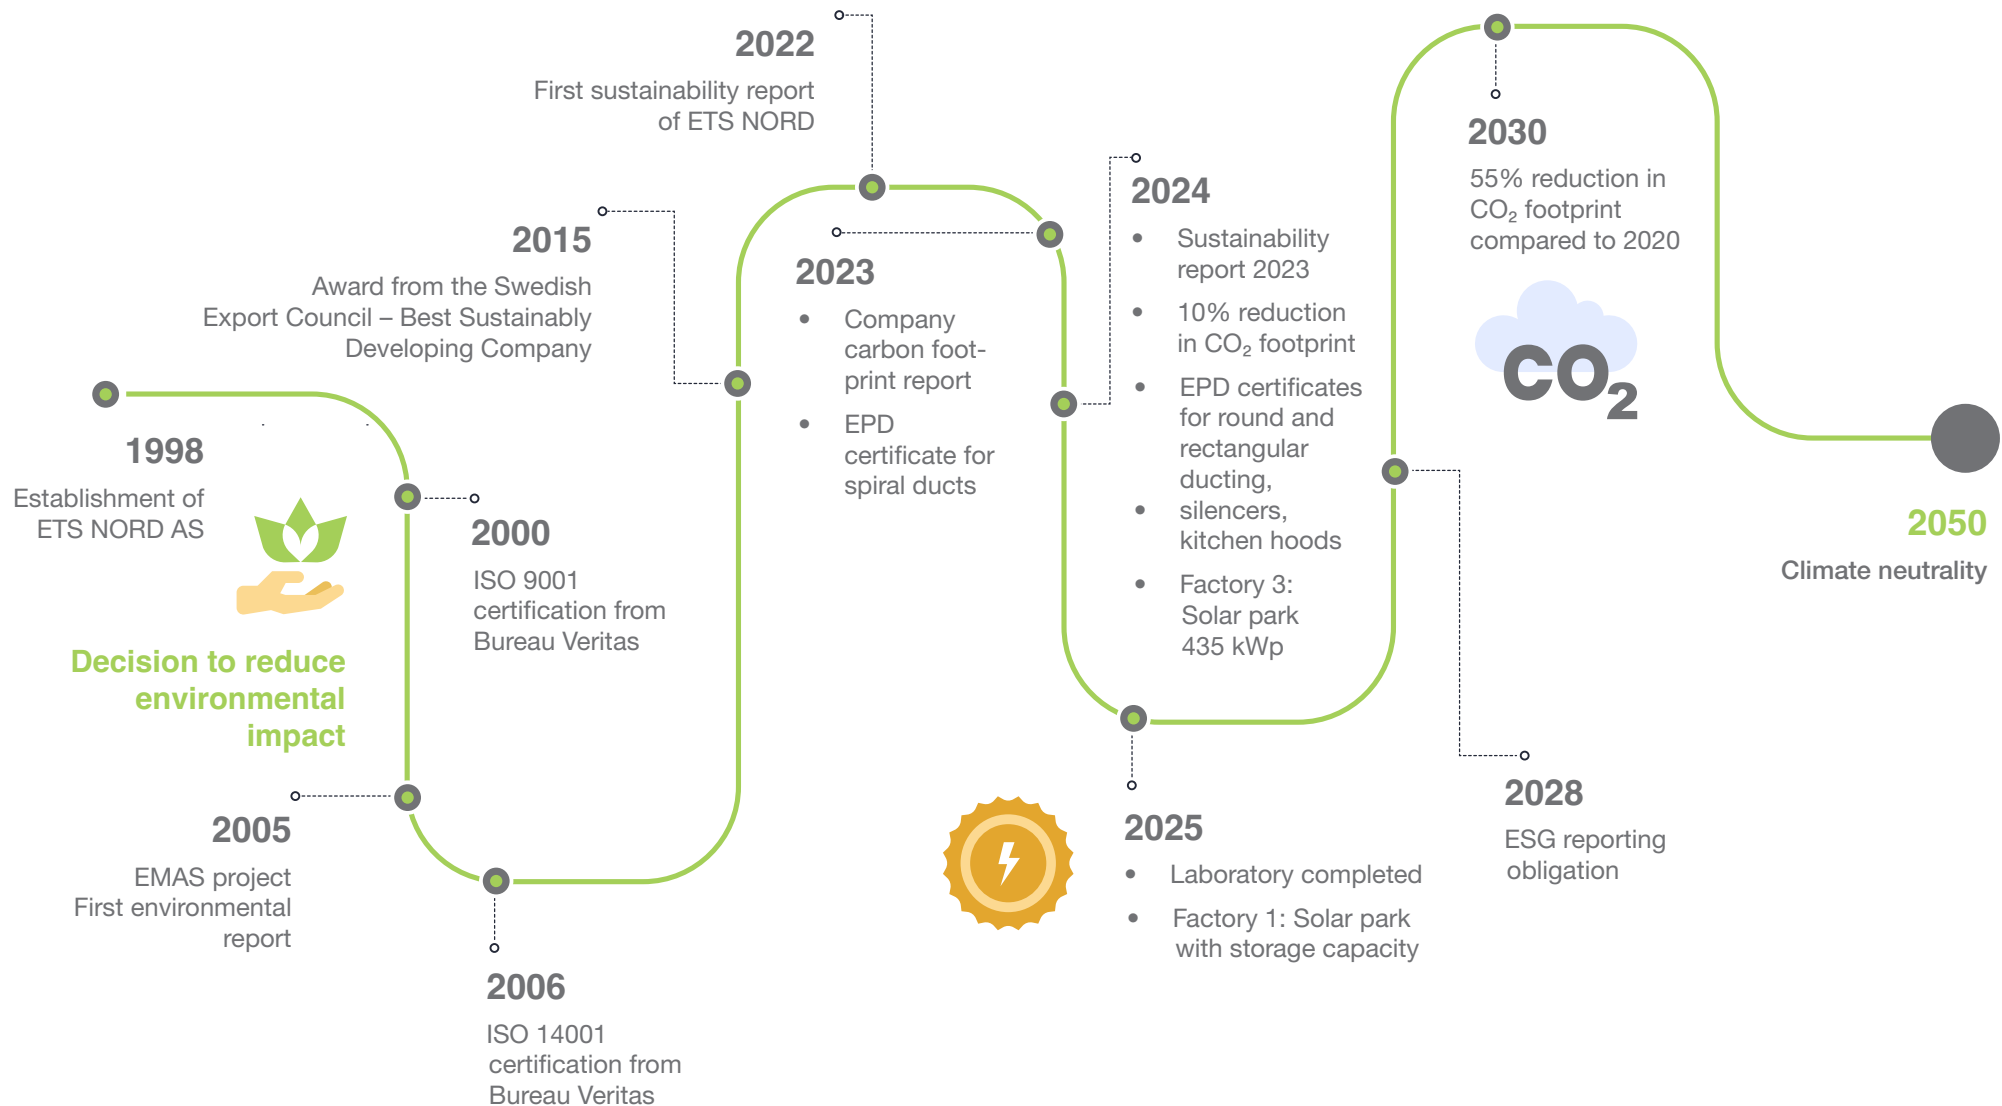 1998
Establishment of
ETS NORD AS
Decision to reduce
environmental
impact
2000
ISO 9001
certification from
Bureau Veritas
2005
EMAS project
First environmental
report
2006
ISO 14001
certification from
Bureau Veritas
2015
Award from the Swedish
Export Council – Best Sustainably
Developing Company
2022
First sustainability report
of ETS NORD
2023
• Company
carbon foot-
print report
• EPD
certificate for
spiral ducts
2024
• Sustainability
report 2023
• 10% reduction
in CO₂ footprint
• EPD certificates
for round and
rectangular
ducting,
• silencers,
kitchen hoods
• Factory 3:
Solar park
435 kWp
2025
• Laboratory completed
• Factory 1: Solar park
with storage capacity
2028
ESG reporting
obligation
2030
55% reduction in
CO₂ footprint
compared to 2020
CO₂
2050
Climate neutrality